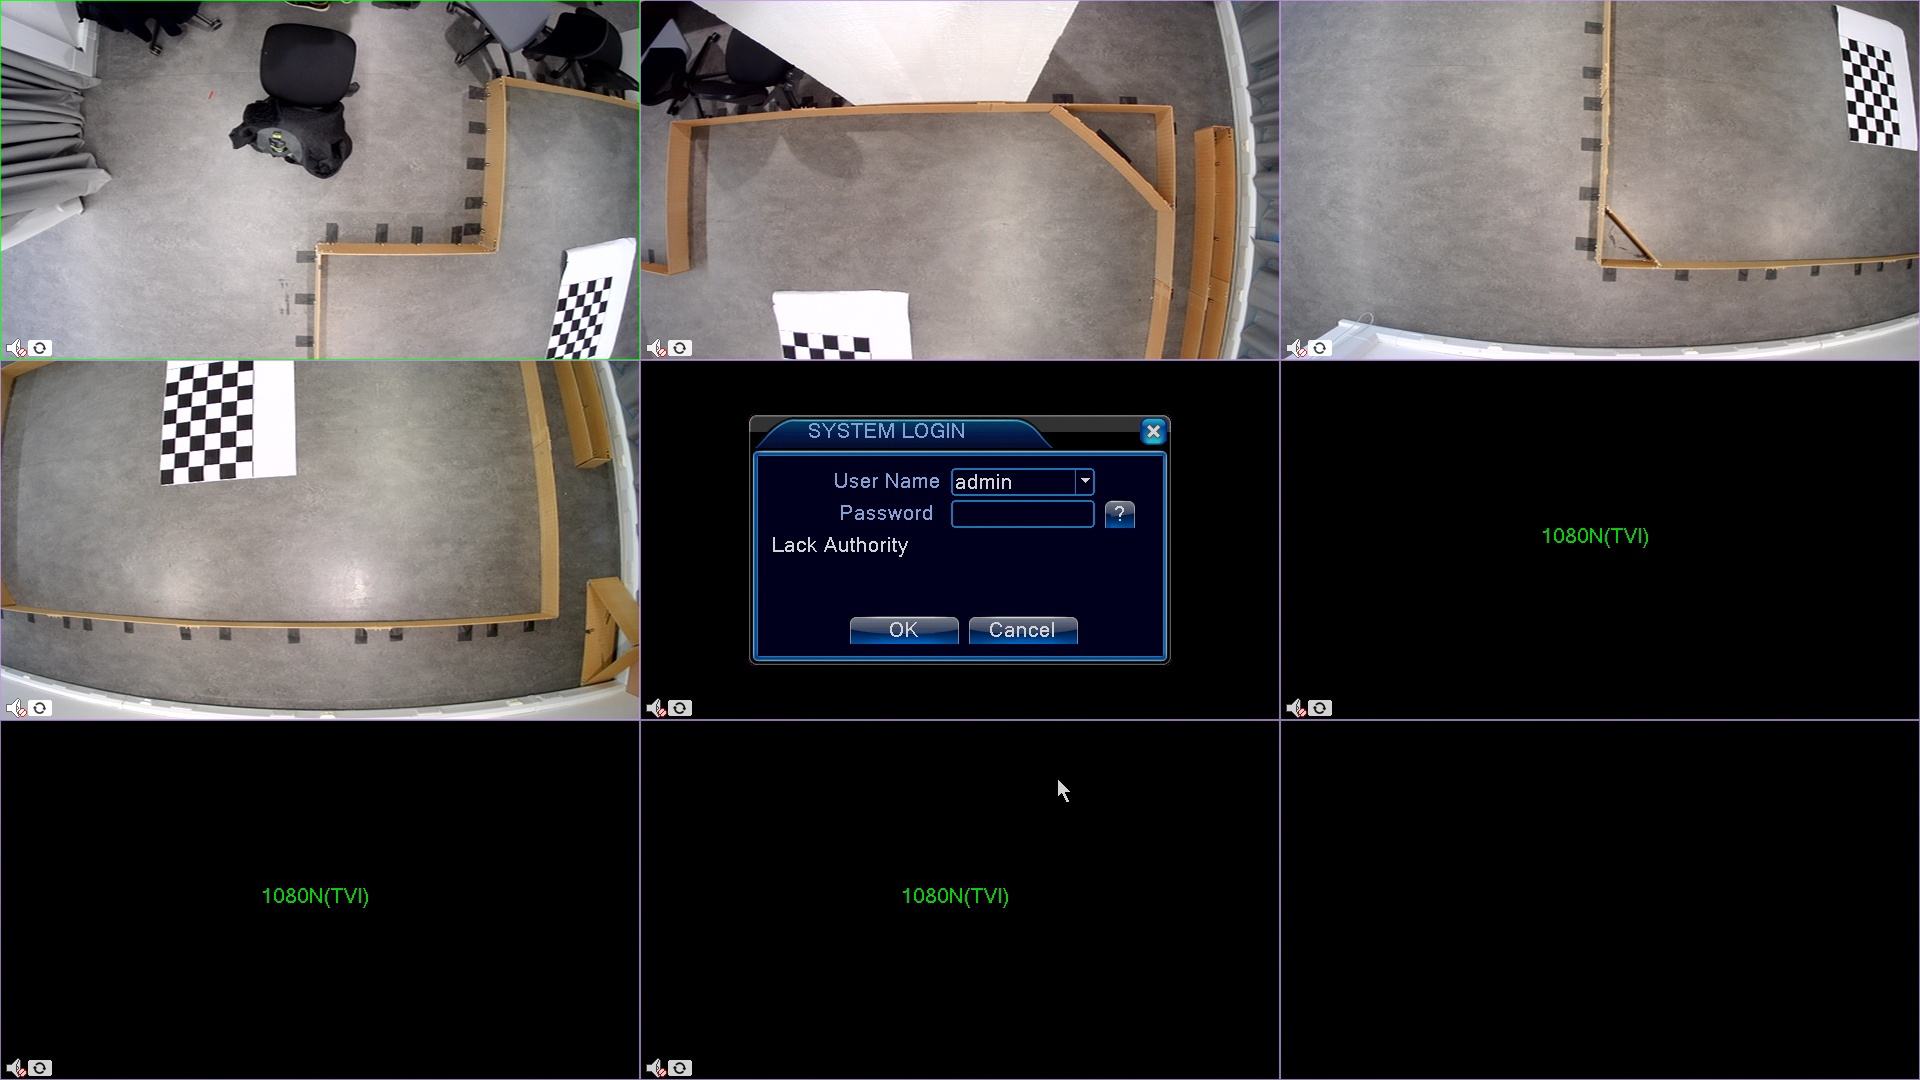 SYSTEM LOGIN
User Name admin
Password ?
Lack Authority
OK Cancel
1080N(TVI)
1080N(TVI)
1080N(TVI)